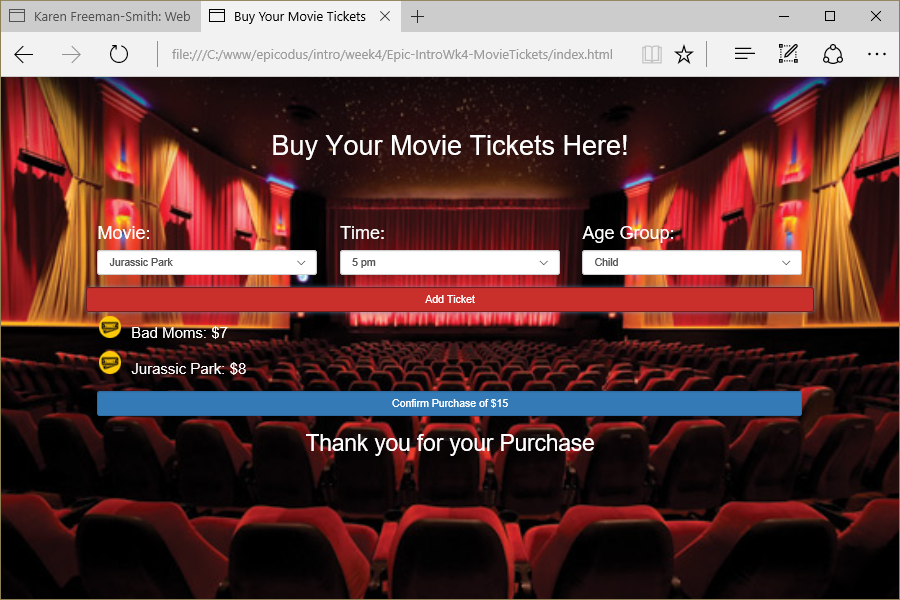 Karen Freeman-Smith: Web
Buy Your Movie Tickets
file:///C:/www/epicodus/intro/week4/Epic-IntroWk4-MovieTickets/index.html
Buy Your Movie Tickets Here!
Movie: Time: Age Group:
Jurassic Park 5 pm Child
Add Ticket
Bad Moms: $7
Jurassic Park: $8
Confirm Purchase of $15
Thank you for your Purchase